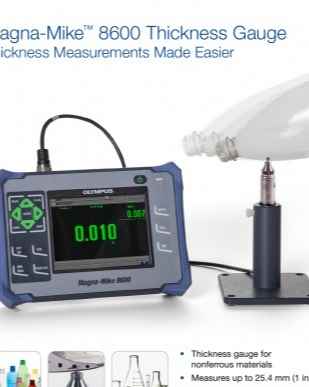 agna-Mike™ 8600 Thickness Gauge
ickness Measurements Made Easier
OLYMPUS
0.007
0.010
Magna-Mike 8600
• Thickness gauge for
nonferrous materials
• Measures up to 25.4 mm (1 in